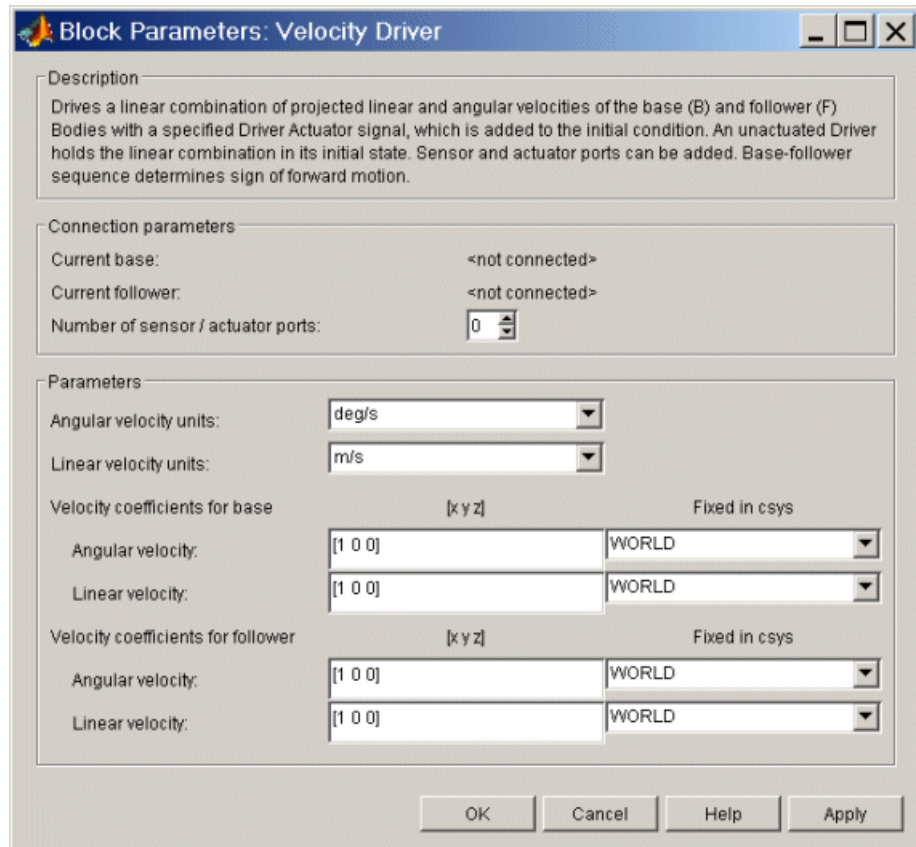 Block Parameters: Velocity Driver
Description
Drives a linear combination of projected linear and angular velocities of the base (B) and follower (F)
Bodies with a specified Driver Actuator signal, which is added to the initial condition. An unactuated Driver
holds the linear combination in its initial state. Sensor and actuator ports can be added. Base-follower
sequence determines sign of forward motion.
Connection parameters
Current base: <not connected>
Current follower: <not connected>
Number of sensor / actuator ports: 0
Parameters
Angular velocity units: deg/s
Linear velocity units: m/s
Velocity coefficients for base [x y z] Fixed in csys
Angular velocity: [1 0 0] WORLD
Linear velocity: [1 0 0] WORLD
Velocity coefficients for follower [x y z] Fixed in csys
Angular velocity: [1 0 0] WORLD
Linear velocity: [1 0 0] WORLD
OK Cancel Help Apply